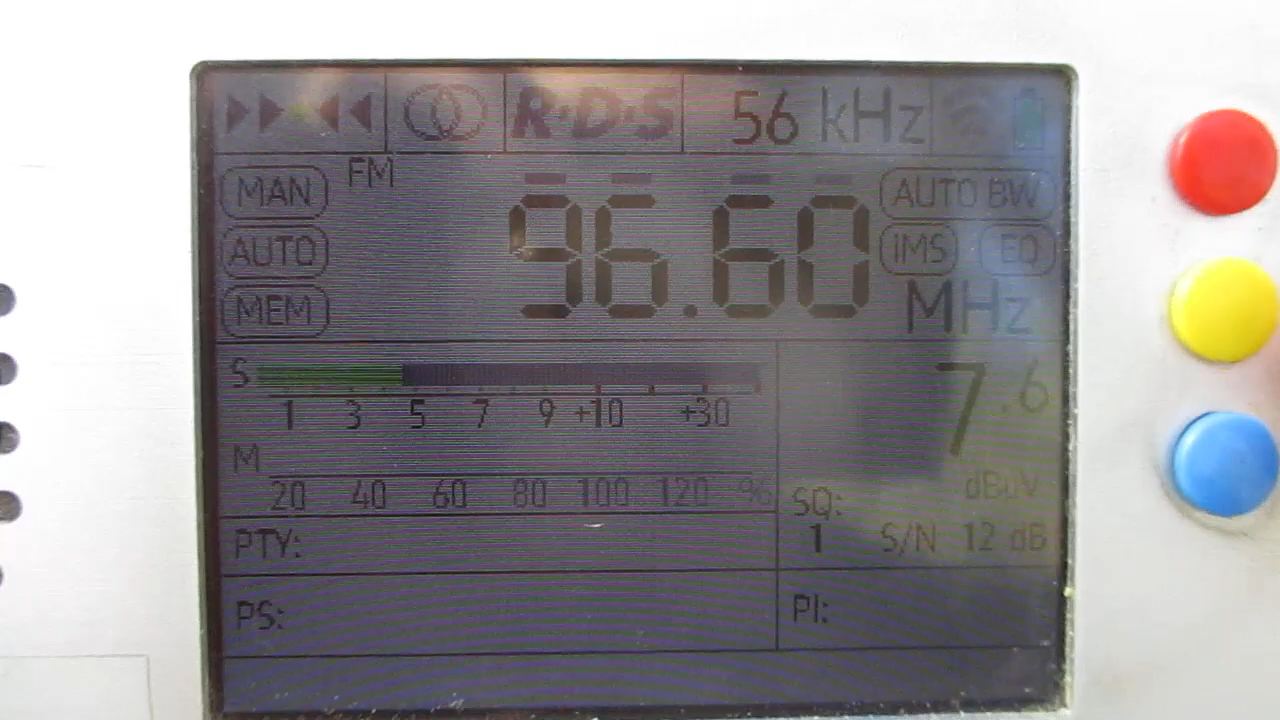 R·D·S 56 kHz
FM
MAN 96.60 AUTO BW
AUTO iMS EQ
MEM MHz
S
1 3 5 7 9 +10 +30
7.6
M
20 40 60 80 100 120 %
dBuV
SQ:
1 S/N 12 dB
PTY:
PS:
PI: